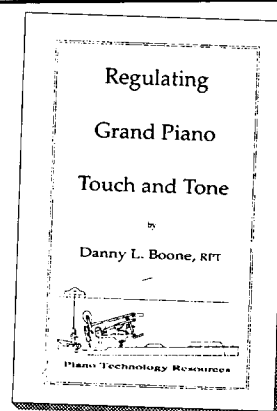 Regulating
Grand Piano
Touch and Tone
by
Danny L. Boone, RPT
Piano Technology Resources